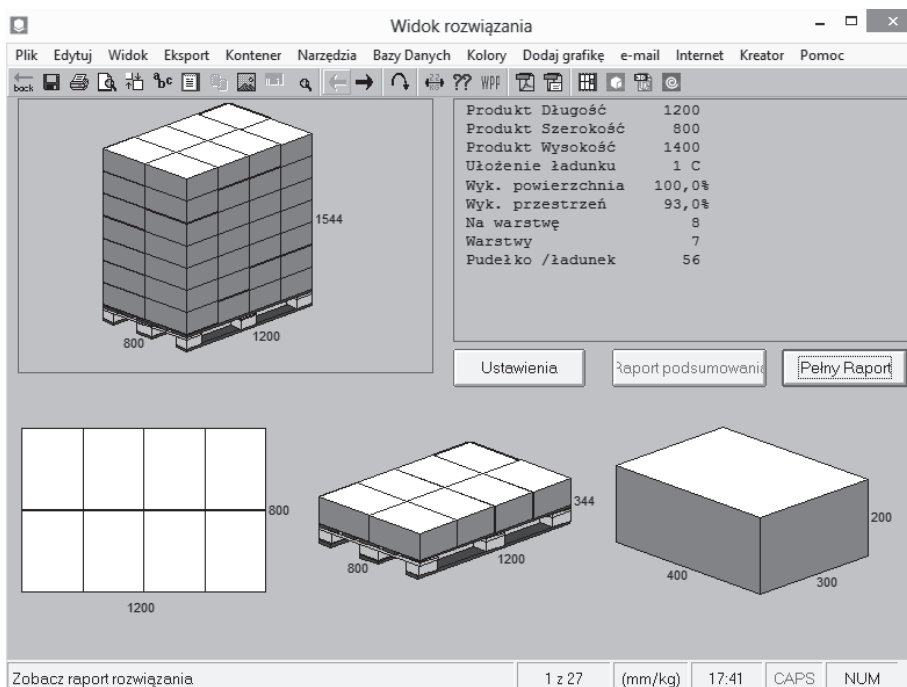 Widok rozwiązania
Plik Edytuj Widok Eksport Kontener Narzędzia Bazy Danych Kolory Dodaj grafikę e-mail Internet Kreator Pomoc
back abc ?? WPF
Produkt Długość 1200
Produkt Szerokość 800
Produkt Wysokość 1400
Ułożenie ładunku 1 C
Wyk. powierzchnia 100,0%
Wyk. przestrzeń 93,0%
Na warstwę 8
Warstwy 7
Pudełko /ładunek 56
1544
800
1200
Ustawienia Raport podsumowanie Pełny Raport
800
1200
344
800
1200
200
400
300
Zobacz raport rozwiązania 1 z 27 (mm/kg) 17:41 CAPS NUM